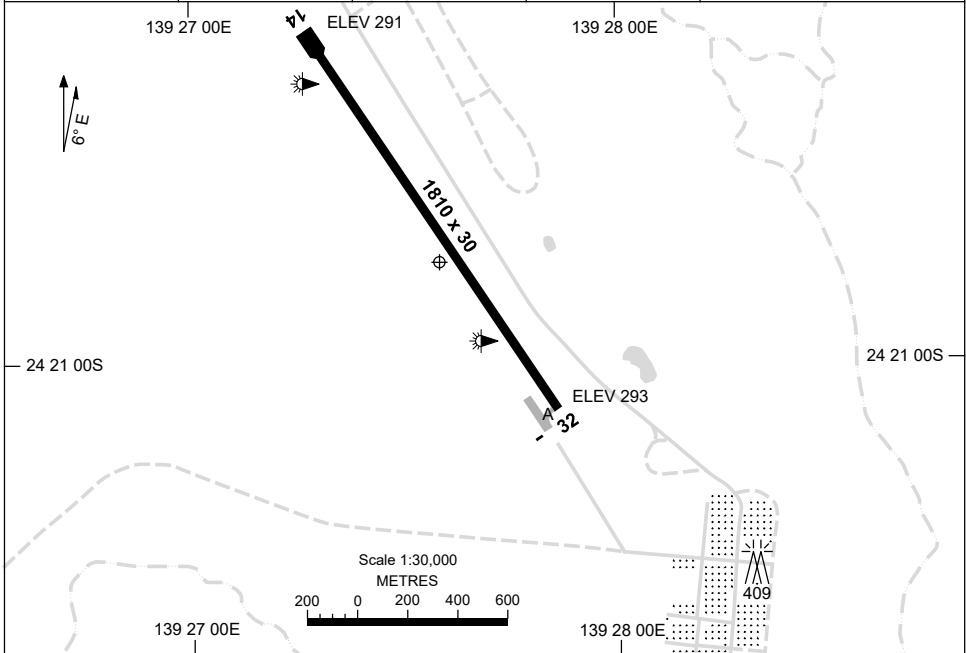 139 27 00E
139 28 00E
14
ELEV 291
6° E
1810 x 30
24 21 00S
24 21 00S
ELEV 293
A
32
Scale 1:30,000
METRES
200 0 200 400 600
409
139 27 00E
139 28 00E